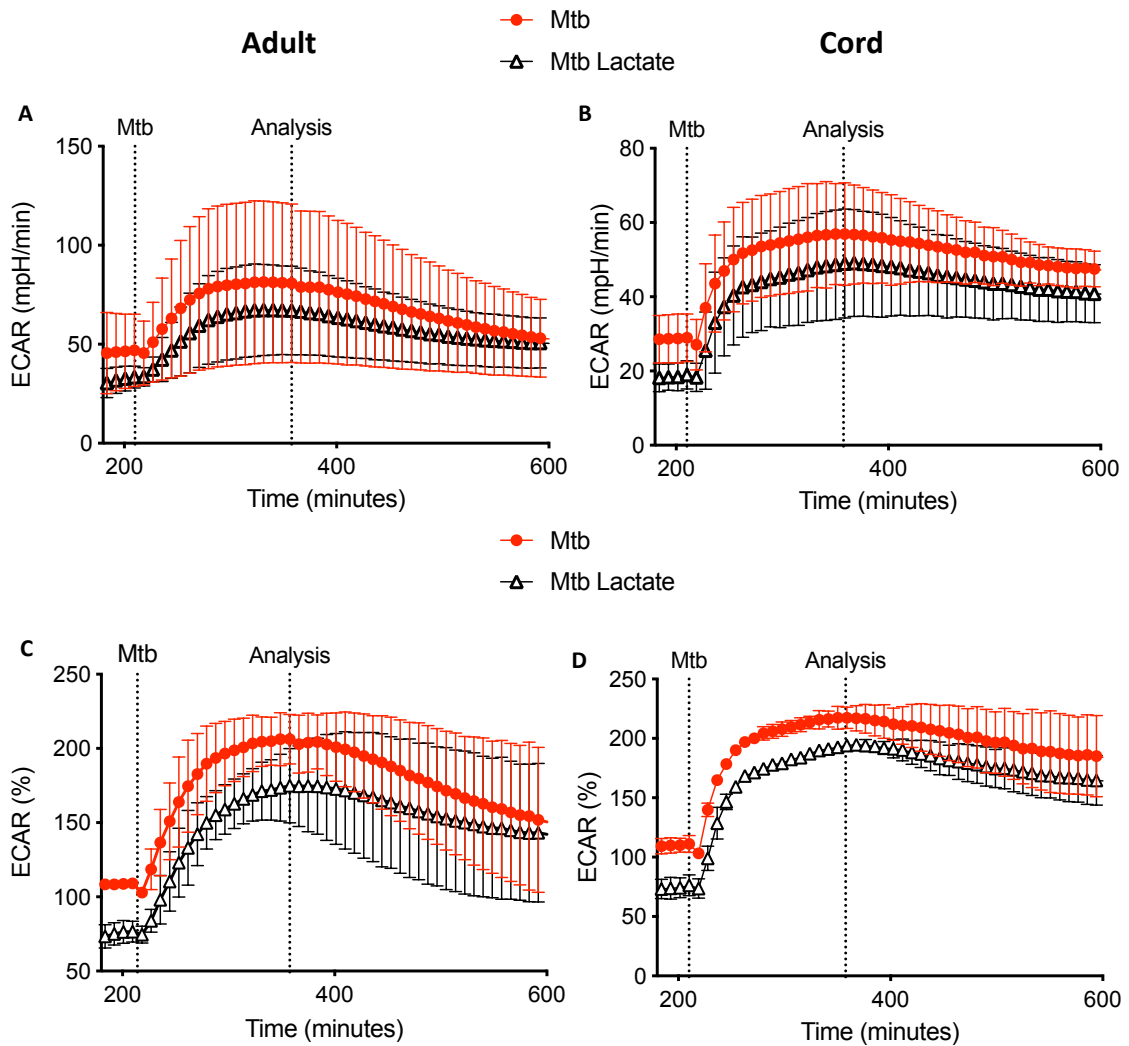 Mtb
Mtb Lactate
Adult
Cord
A
Mtb
Analysis
150
100
50
0
ECAR (mpH/min)
200
400
600
Time (minutes)
B
Mtb
Analysis
80
60
40
20
0
ECAR (mpH/min)
200
400
600
Time (minutes)
Mtb
Mtb Lactate
C
Mtb
Analysis
250
200
150
100
50
ECAR (%)
200
400
600
Time (minutes)
D
Mtb
Analysis
250
200
150
100
50
0
ECAR (%)
200
400
600
Time (minutes)